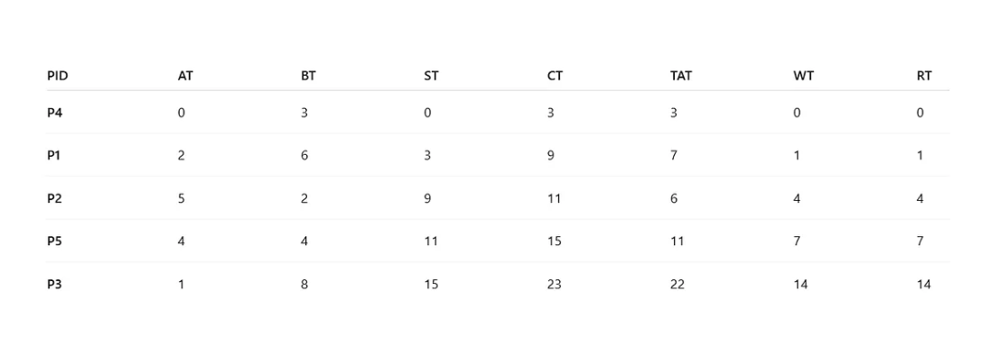 PID AT BT ST CT TAT WT RT
P4 0 3 0 3 3 0 0
P1 2 6 3 9 7 1 1
P2 5 2 9 11 6 4 4
P5 4 4 11 15 11 7 7
P3 1 8 15 23 22 14 14